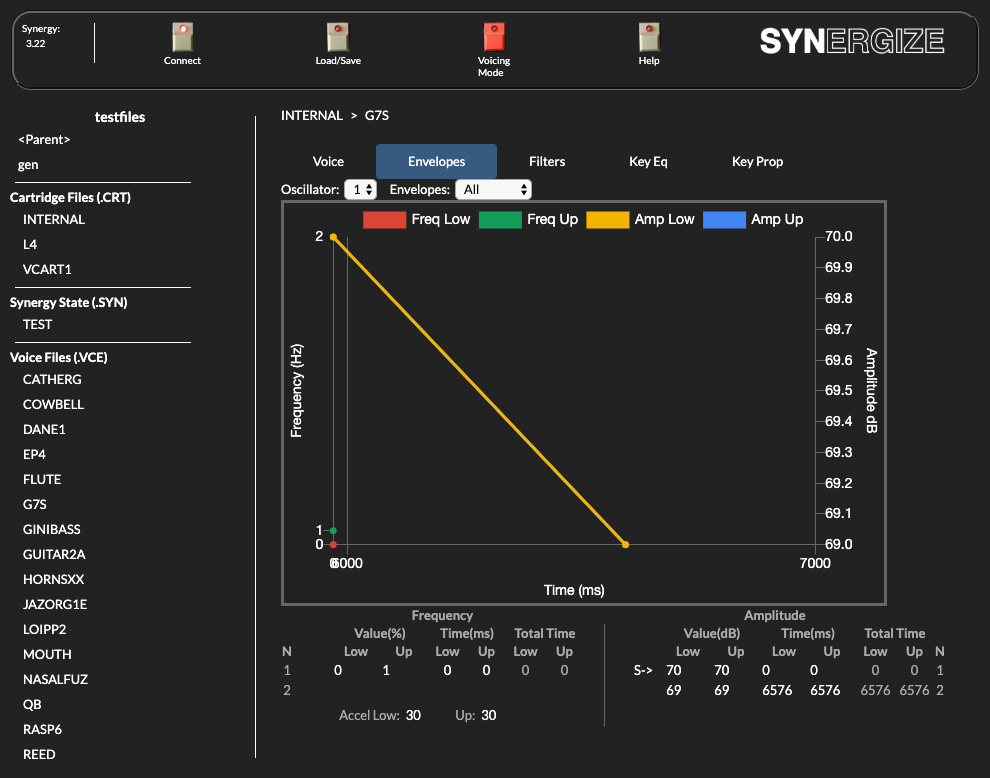 Synergy:
3.22
Connect
Load/Save
Voicing
Mode
Help
SYNERGIZE
testfiles
<Parent>
gen
Cartridge Files (.CRT)
INTERNAL
L4
VCART1
Synergy State (.SYN)
TEST
Voice Files (.VCE)
CATHERG
COWBELL
DANE1
EP4
FLUTE
G7S
GINIBASS
GUITAR2A
HORNSXX
JAZORG1E
LOIPP2
MOUTH
NASALFUZ
QB
RASP6
REED
INTERNAL > G7S
Voice Envelopes Filters Key Eq Key Prop
Oscillator: 1 Envelopes: All
Freq Low Freq Up Amp Low Amp Up
2
1
0
Frequency (Hz)
70.0
69.9
69.8
69.7
69.6
69.5
69.4
69.3
69.2
69.1
69.0
Amplitude dB
0 6000 7000
Time (ms)
Frequency Amplitude
Value(%) Time(ms) Total Time Value(dB) Time(ms) Total Time
N Low Up Low Up Low Up Low Up Low Up Low Up N
1 0 1 0 0 0 0 S-> 70 70 0 0 0 0 1
2 69 69 6576 6576 6576 6576 2
Accel Low: 30 Up: 30